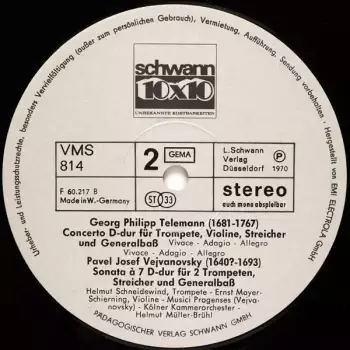 Urheber- und Leistungsschutzrechte, besonders Vervielfältigung (außer zum persönlichen Gebrauch), Vermietung, Aufführung, Sendung vorbehalten · Hergestellt von EMI ELECTROLA GmbH
schwann
10x10
UNBEKANNTE KOSTBARKEITEN
VMS
814
2
GEMA
L. Schwann
Verlag
Düsseldorf
P
1970
F 60.217 B
Made in W.-Germany
ST 33
stereo
auch mono abspielbar
Georg Philipp Telemann (1681-1767)
Concerto D-dur für Trompete, Violine, Streicher
und Generalbaß Vivace - Adagio - Allegro
Vivace - Adagio - Allegro
Pavel Josef Vejvanovsky (1640?-1693)
Sonata à 7 D-dur für 2 Trompeten,
Streicher und Generalbaß
Helmut Schneidewind, Trompete - Ernst Mayer-
Schierning, Violine - Musici Pragenses (Vejva-
novsky) - Kölner Kammerorchester -
Helmut Müller-Brühl
PÄDAGOGISCHER VERLAG SCHWANN GMBH